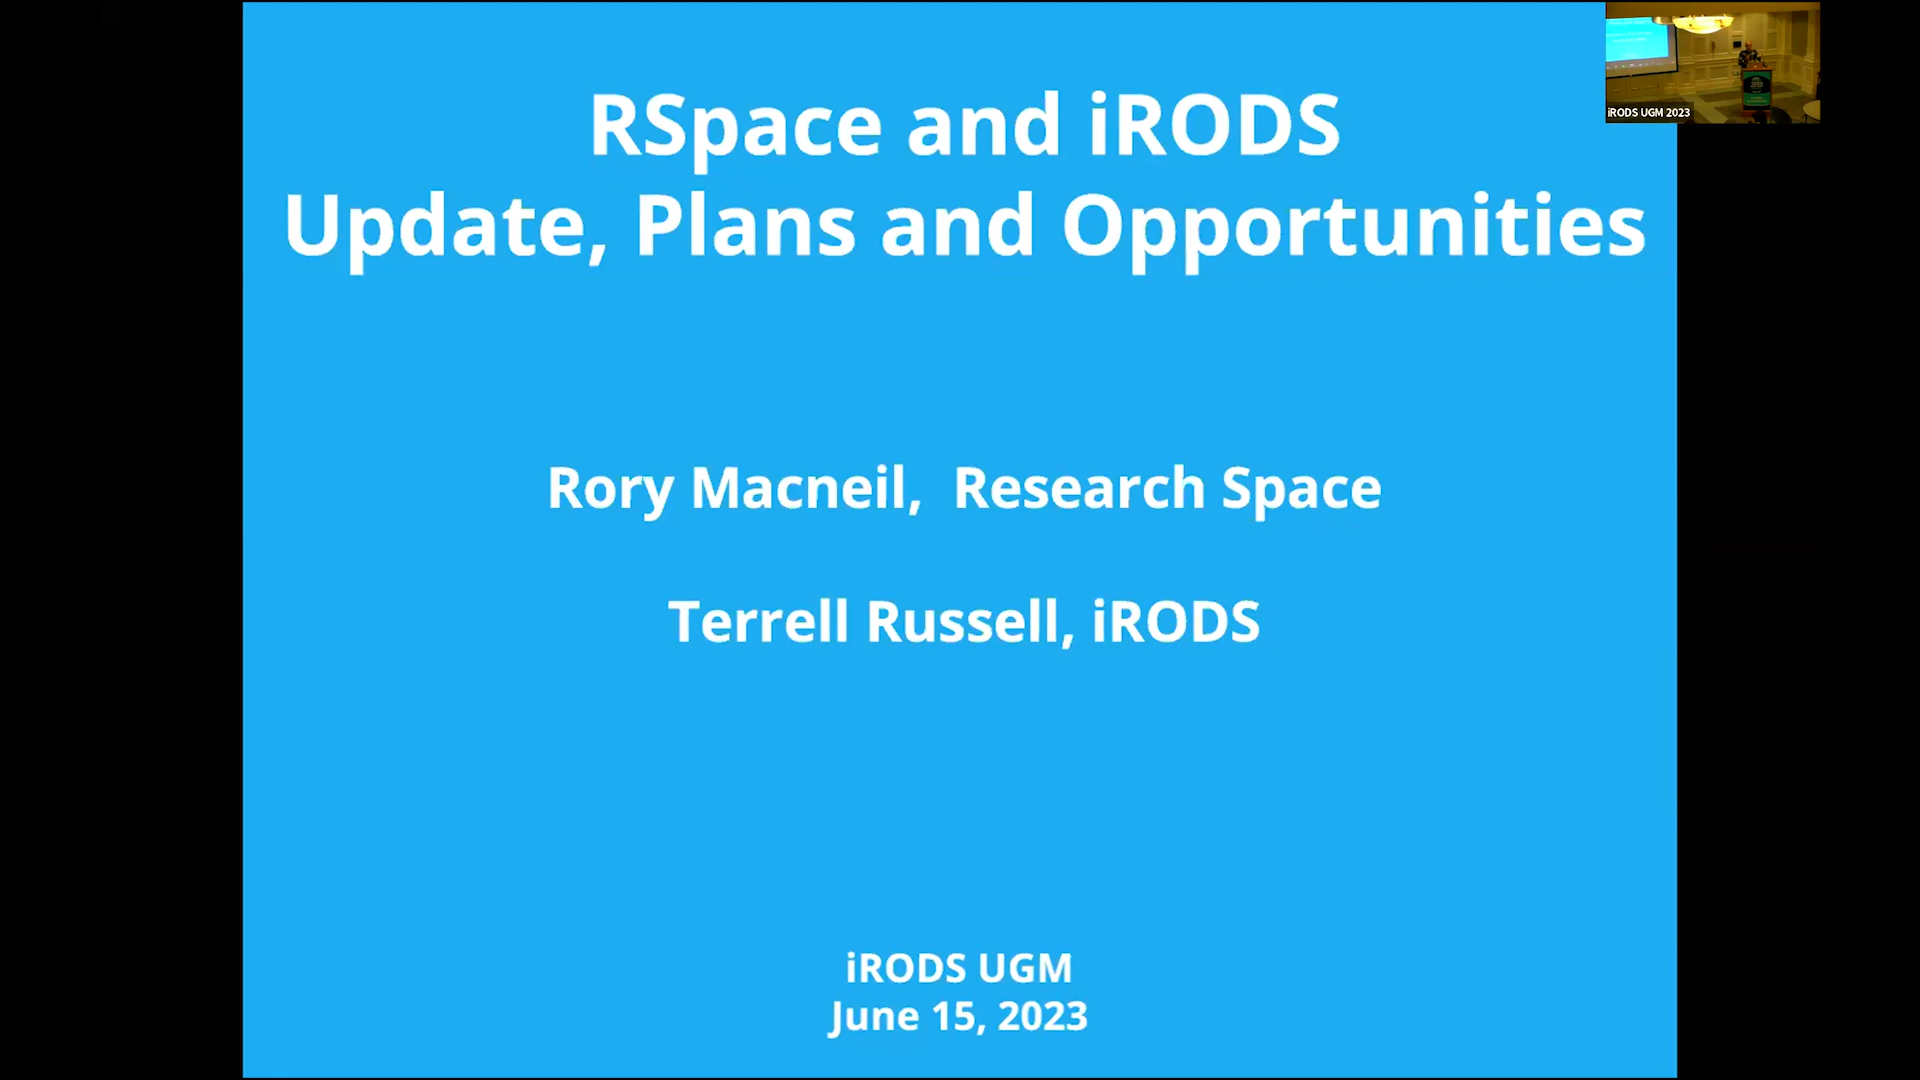 RSpace and iRODS
Update, Plans and Opportunities
Rory Macneil,  Research Space
Terrell Russell, iRODS
iRODS UGM
June 15, 2023
iRODS UGM 2023